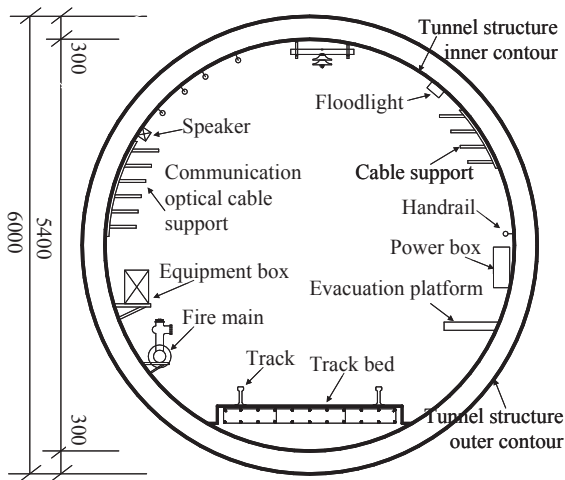 Tunnel structure
inner contour
300
Floodlight
Speaker
Communication
optical cable
support
Cable support
Handrail
6000
5400
Power box
Equipment box
Evacuation platform
Fire main
Track
Track bed
300
Tunnel structure
outer contour